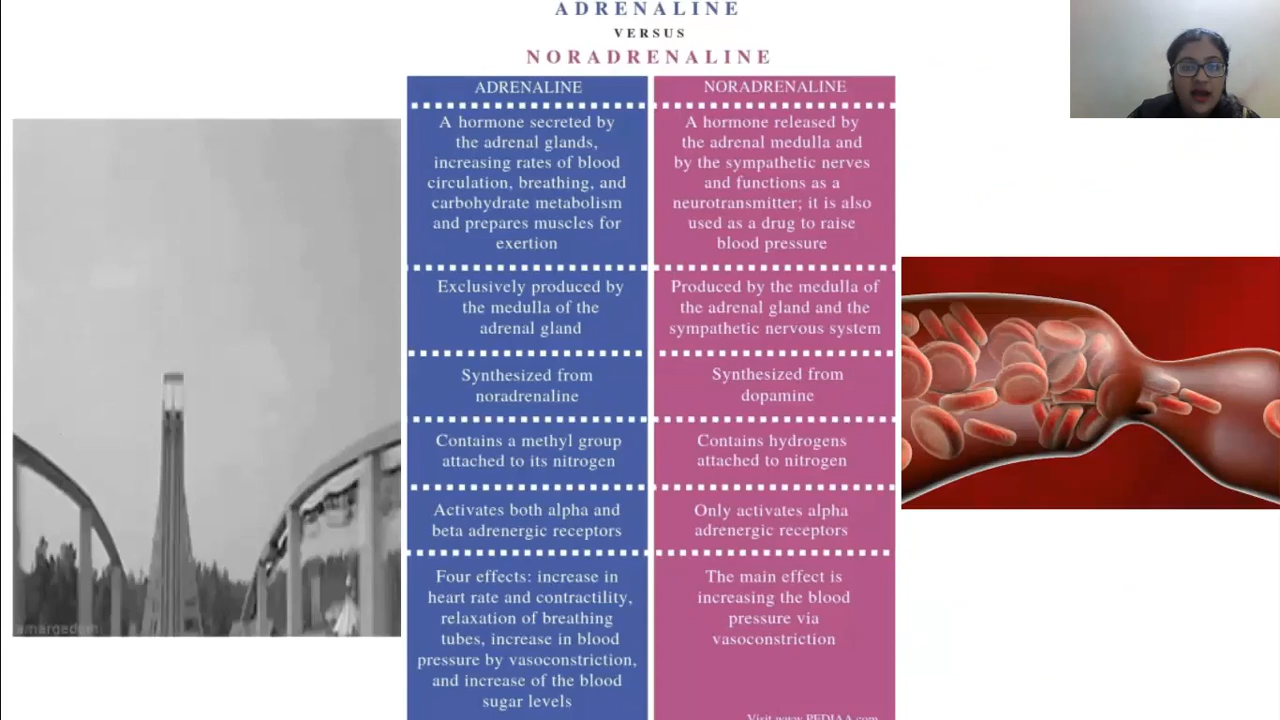 ADRENALINE
VERSUS
NORADRENALINE
ADRENALINE
A hormone secreted by
the adrenal glands,
increasing rates of blood
circulation, breathing, and
carbohydrate metabolism
and prepares muscles for
exertion
Exclusively produced by
the medulla of the
adrenal gland
Synthesized from
noradrenaline
Contains a methyl group
attached to its nitrogen
Activates both alpha and
beta adrenergic receptors
Four effects: increase in
heart rate and contractility,
relaxation of breathing
tubes, increase in blood
pressure by vasoconstriction,
and increase of the blood
sugar levels
NORADRENALINE
A hormone released by
the adrenal medulla and
by the sympathetic nerves
and functions as a
neurotransmitter; it is also
used as a drug to raise
blood pressure
Produced by the medulla of
the adrenal gland and the
sympathetic nervous system
Synthesized from
dopamine
Contains hydrogens
attached to nitrogen
Only activates alpha
adrenergic receptors
The main effect is
increasing the blood
pressure via
vasoconstriction
Visit www.PEDIAA.com